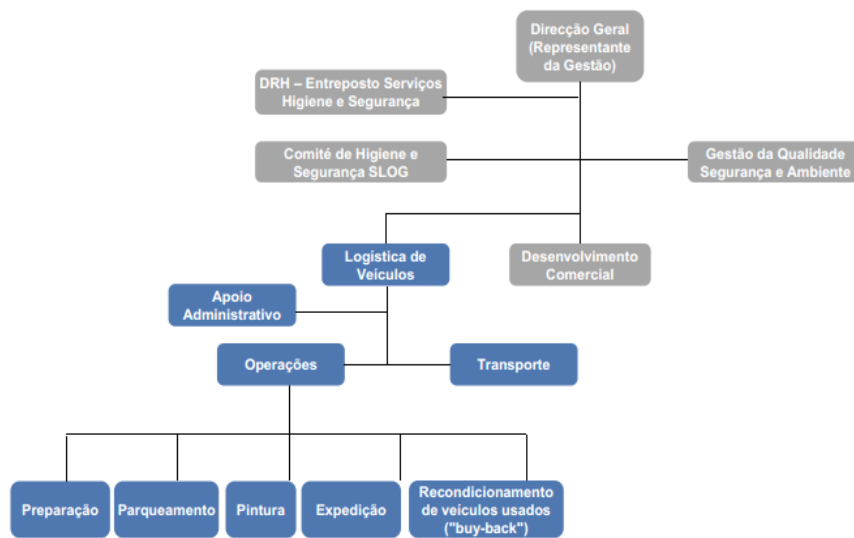 Direcção Geral
(Representante
da Gestão)
DRH – Entreposto Serviços
Higiene e Segurança
Comité de Higiene e
Segurança SLOG
Gestão da Qualidade
Segurança e Ambiente
Logística de
Veículos
Desenvolvimento
Comercial
Apoio
Administrativo
Operações
Transporte
Preparação
Parqueamento
Pintura
Expedição
Recondicionamento
de veículos usados
("buy-back")